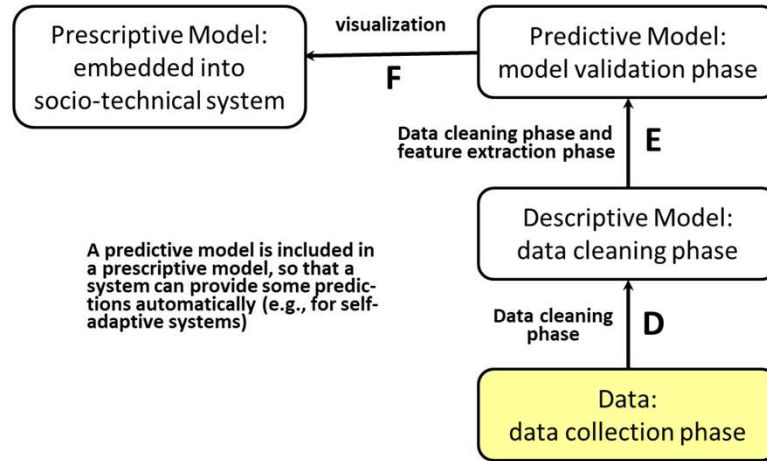 Prescriptive Model:
embedded into
socio-technical system
visualization
F
Predictive Model:
model validation phase
Data cleaning phase and
feature extraction phase
E
Descriptive Model:
data cleaning phase
A predictive model is included in
a prescriptive model, so that a
system can provide some predic-
tions automatically (e.g., for self-
adaptive systems)
Data cleaning
phase
D
Data:
data collection phase